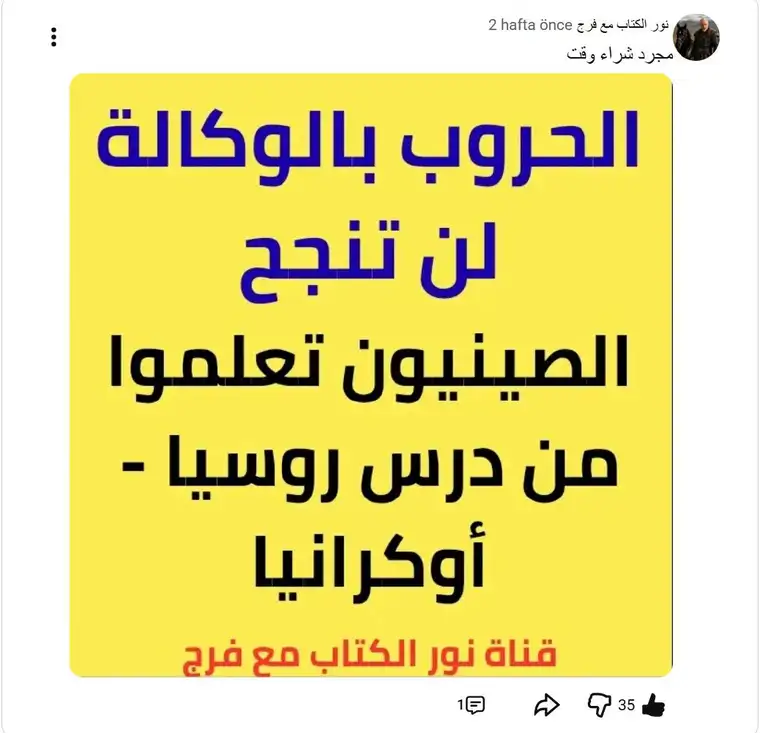 نور الكتاب مع فرج 2 hafta önce
مجرد شراء وقت
الحروب بالوكالة
لن تنجح
الصينيون تعلموا
من درس روسيا -
أوكرانيا
قناة نور الكتاب مع فرج
35
1